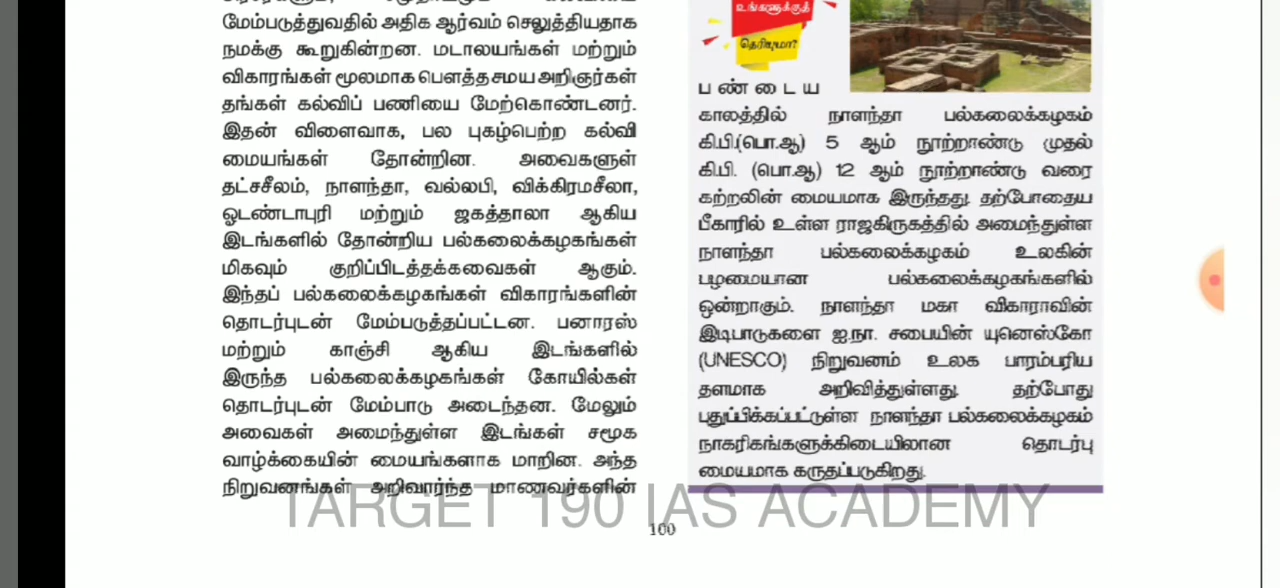 மேம்படுத்துவதில் அதிக ஆர்வம் செலுத்தியதாக
நமக்கு கூறுகின்றன. மடாலயங்கள் மற்றும்
விகாரங்கள் மூலமாக பௌத்தசமய அறிஞர்கள்
தங்கள் கல்விப் பணியை மேற்கொண்டனர்.
இதன் விளைவாக, பல புகழ்பெற்ற கல்வி
மையங்கள் தோன்றின. அவைகளுள்
தட்சசீலம், நாளந்தா, வல்லபி, விக்கிரமசீலா,
ஓடண்டாபுரி மற்றும் ஜகத்தாலா ஆகிய
இடங்களில் தோன்றிய பல்கலைக்கழகங்கள்
மிகவும் குறிப்பிடத்தக்கவைகள் ஆகும்.
இந்தப் பல்கலைக்கழகங்கள் விகாரங்களின்
தொடர்புடன் மேம்படுத்தப்பட்டன. பனாரஸ்
மற்றும் காஞ்சி ஆகிய இடங்களில்
இருந்த பல்கலைக்கழகங்கள் கோயில்கள்
தொடர்புடன் மேம்பாடு அடைந்தன. மேலும்
அவைகள் அமைந்துள்ள இடங்கள் சமூக
வாழ்க்கையின் மையங்களாக மாறின. அந்த
நிறுவனங்கள் அறிவார்ந்த மாணவர்களின்
உங்களுக்குத்
தெரியுமா?
பண்டைய
காலத்தில் நாளந்தா பல்கலைக்கழகம்
கி.பி.(பொ.ஆ) 5 ஆம் நூற்றாண்டு முதல்
கி.பி. (பொ.ஆ) 12 ஆம் நூற்றாண்டு வரை
கற்றலின் மையமாக இருந்தது. தற்போதைய
பீகாரில் உள்ள ராஜகிருகத்தில் அமைந்துள்ள
நாளந்தா பல்கலைக்கழகம் உலகின்
பழமையான பல்கலைக்கழகங்களில்
ஒன்றாகும். நாளந்தா மகா விகாராவின்
இடிபாடுகளை ஐ.நா. சபையின் யுனெஸ்கோ
(UNESCO) நிறுவனம் உலக பாரம்பரிய
தளமாக அறிவித்துள்ளது. தற்போது
புதுப்பிக்கப்பட்டுள்ள நாளந்தா பல்கலைக்கழகம்
நாகரிகங்களுக்கிடையிலான தொடர்பு
மையமாக கருதப்படுகிறது.
TARGET 190 IAS ACADEMY
100